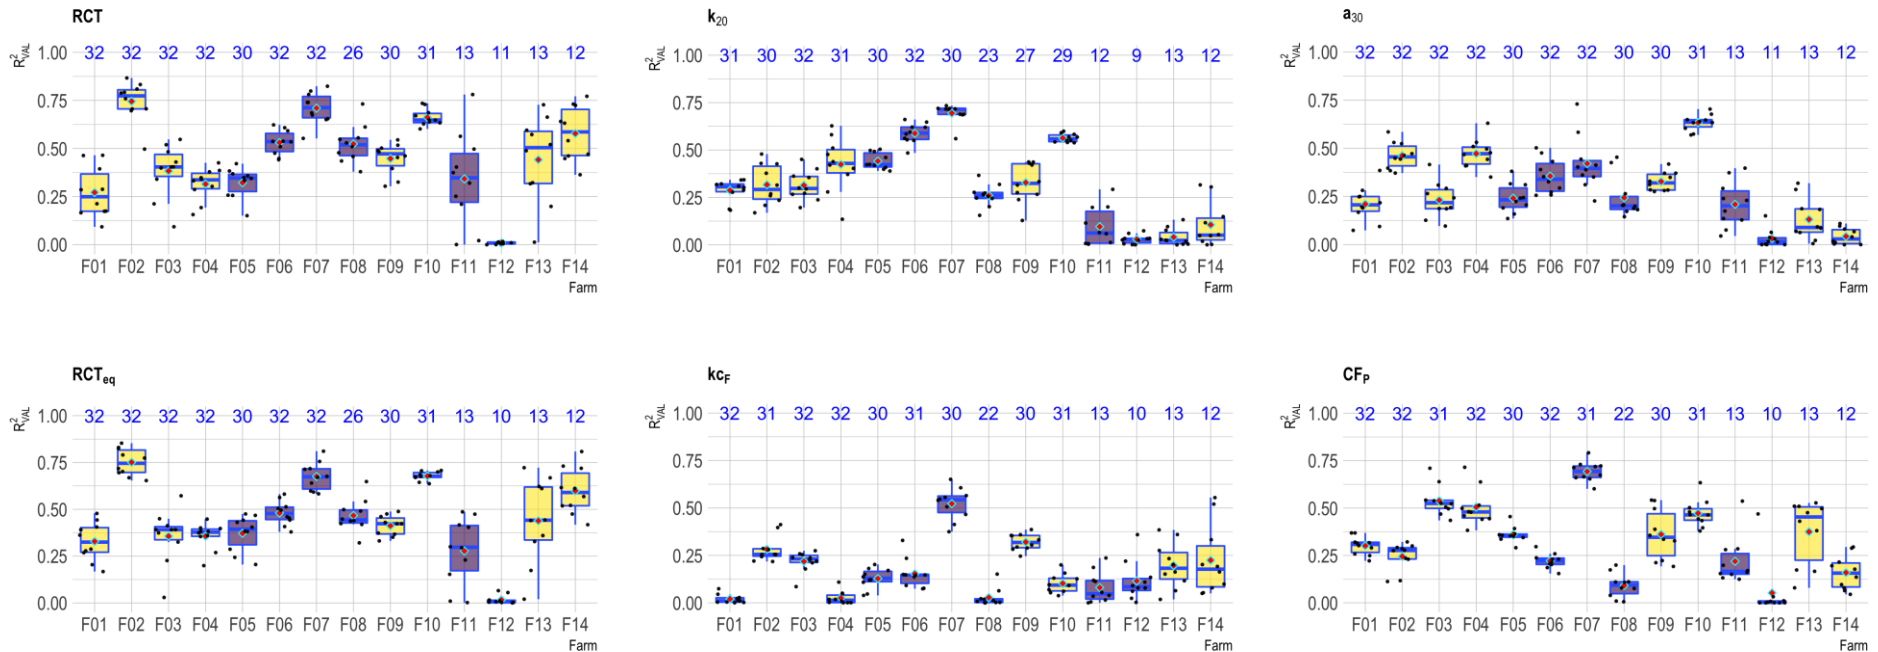 RCT
R²VAL
1.00 32 32 32 32 30 32 32 26 30 31 13 11 13 12
0.75
0.50
0.25
0.00
F01 F02 F03 F04 F05 F06 F07 F08 F09 F10 F11 F12 F13 F14
Farm
k20
R²VAL
1.00 31 30 32 31 30 32 30 23 27 29 12 9 13 12
0.75
0.50
0.25
0.00
F01 F02 F03 F04 F05 F06 F07 F08 F09 F10 F11 F12 F13 F14
Farm
a30
R²VAL
1.00 32 32 32 32 32 32 32 30 30 31 13 11 13 12
0.75
0.50
0.25
0.00
F01 F02 F03 F04 F05 F06 F07 F08 F09 F10 F11 F12 F13 F14
Farm
RCTeq
R²VAL
1.00 32 32 32 32 30 32 32 26 30 31 13 10 13 12
0.75
0.50
0.25
0.00
F01 F02 F03 F04 F05 F06 F07 F08 F09 F10 F11 F12 F13 F14
Farm
kcF
R²VAL
1.00 32 31 32 32 30 31 30 22 30 31 13 10 13 12
0.75
0.50
0.25
0.00
F01 F02 F03 F04 F05 F06 F07 F08 F09 F10 F11 F12 F13 F14
Farm
CFP
R²VAL
1.00 32 32 31 32 30 32 31 22 30 31 13 10 13 12
0.75
0.50
0.25
0.00
F01 F02 F03 F04 F05 F06 F07 F08 F09 F10 F11 F12 F13 F14
Farm